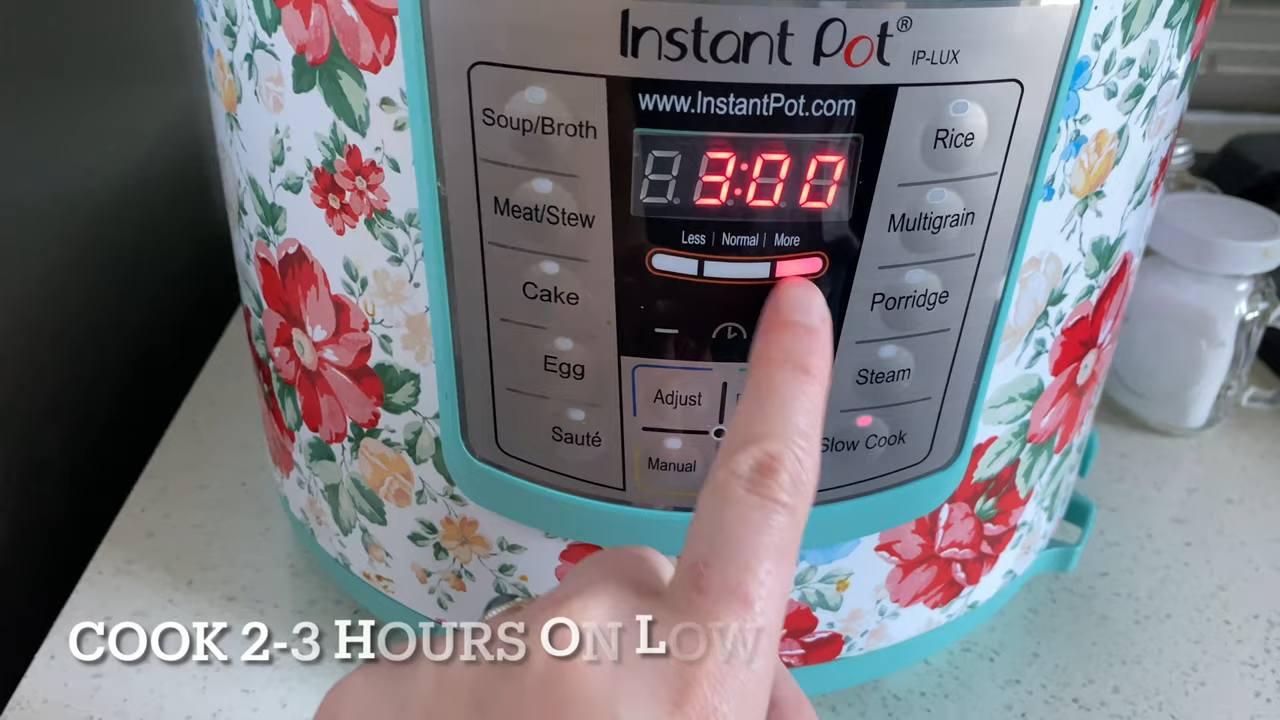 Instant Pot® IP-LUX
www.InstantPot.com
3:00
Less | Normal | More
Soup/Broth
Meat/Stew
Cake
Egg
Sauté
Rice
Multigrain
Porridge
Steam
Slow Cook
Adjust
Manual
COOK 2-3 HOURS ON LOW